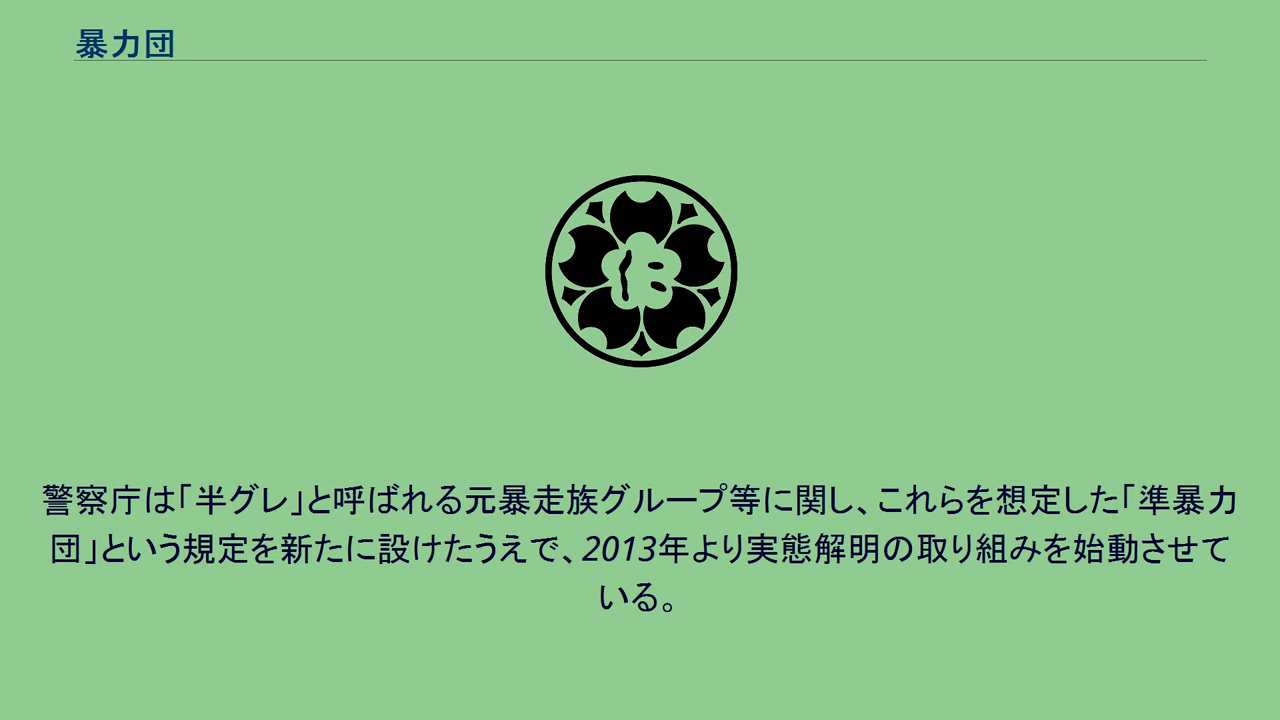 暴力団
警察庁は｢半グレ｣と呼ばれる元暴走族グループ等に関し､これらを想定した｢準暴力
団｣という規定を新たに設けたうえで､2013年より実態解明の取り組みを始動させて
いる｡